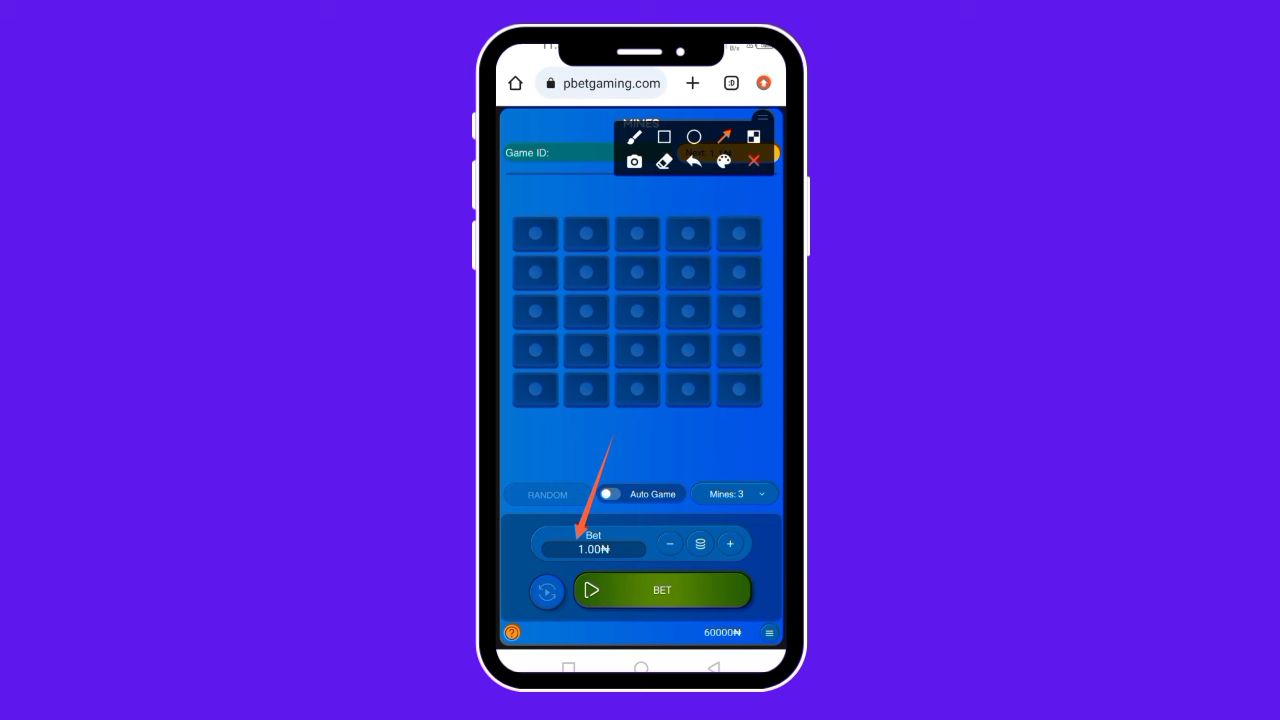 pbetgaming.com
:D
MINES
Game ID:
RANDOM
Auto Game
Mines: 3
Bet
1.00₦
BET
?
60000₦